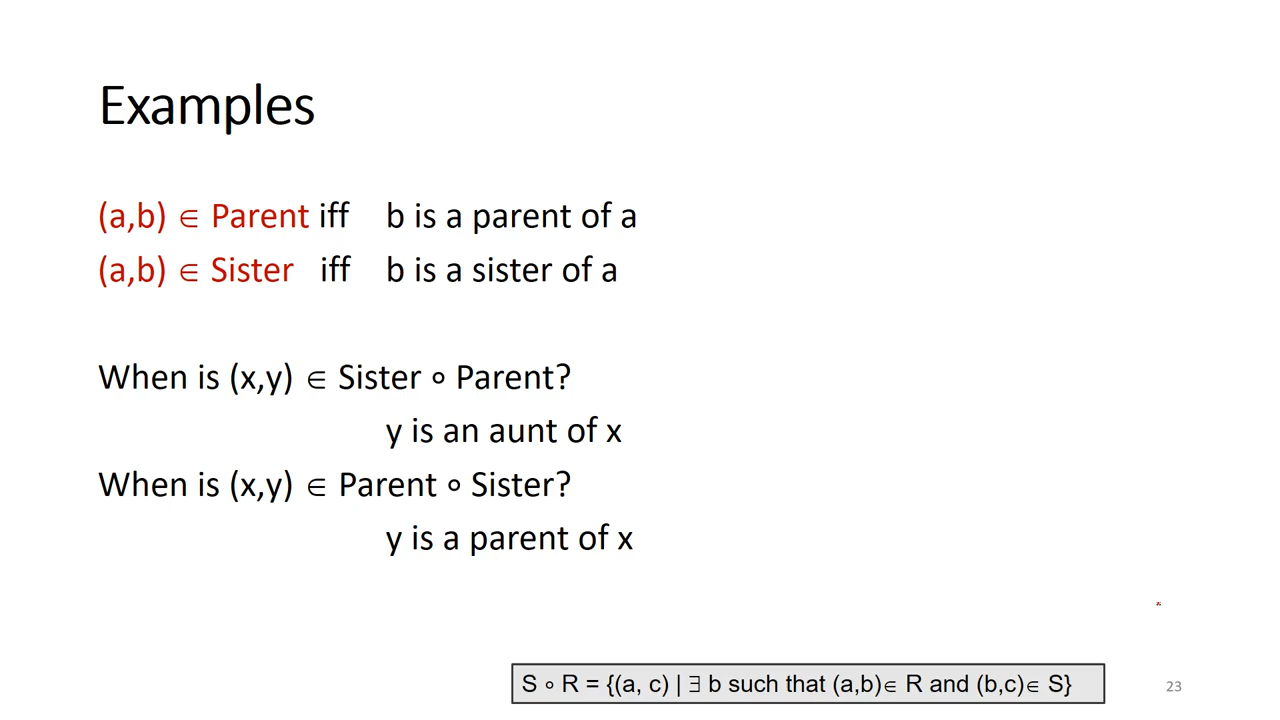 Examples
(a,b) ∈ Parent iff b is a parent of a
(a,b) ∈ Sister iff b is a sister of a
When is (x,y) ∈ Sister ∘ Parent?
y is an aunt of x
When is (x,y) ∈ Parent ∘ Sister?
y is a parent of x
S ∘ R = {(a, c) | ∃ b such that (a,b)∈ R and (b,c)∈ S}
23